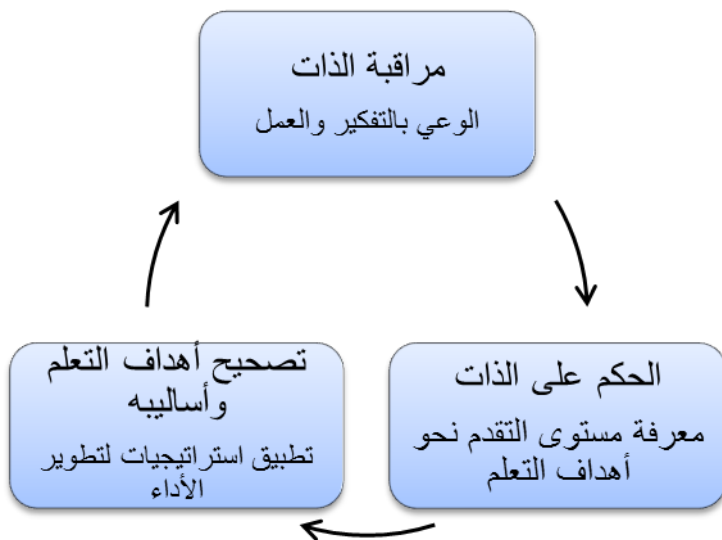 مراقبة الذات
الوعي بالتفكير والعمل
الحكم على الذات
معرفة مستوى التقدم نحو
أهداف التعلم
تصحيح أهداف التعلم
وأساليبه
تطبيق استراتيجيات لتطوير
الأداء